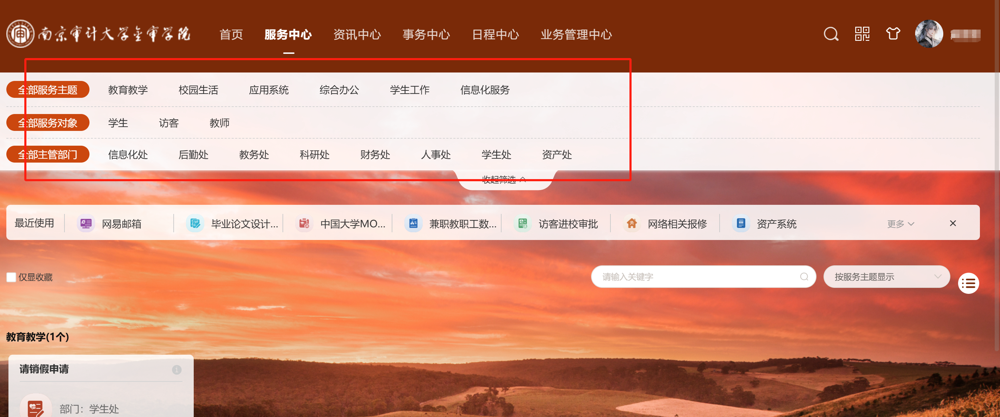 南京审计大学金审学院 首页 服务中心 资讯中心 事务中心 日程中心 业务管理中心
全部服务主题 教育教学 校园生活 应用系统 综合办公 学生工作 信息化服务
全部服务对象 学生 访客 教师
全部主管部门 信息化处 后勤处 教务处 科研处 财务处 人事处 学生处 资产处
收起筛选
最近使用 网易邮箱 毕业论文设计... 中国大学MO... 兼职教职工数... 访客进校审批 网络相关报修 资产系统 更多
仅显收藏 请输入关键字 按服务主题显示
教育教学(1个)
请销假申请
部门：学生处